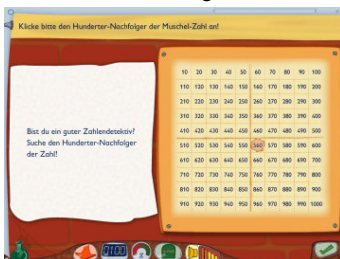 Klicke bitte den Hunderter-Nachfolger der Muschel-Zahl an!
Bist du ein guter Zahlendetektiv?
Suche den Hunderter-Nachfolger
der Zahl!
10 20 30 40 50 60 70 80 90 100
110 120 130 140 150 160 170 180 190 200
210 220 230 240 250 260 270 280 290 300
310 320 330 340 350 360 370 380 390 400
410 420 430 440 450 460 470 480 490 500
510 520 530 540 550 560 570 580 590 600
610 620 630 640 650 660 670 680 690 700
710 720 730 740 750 760 770 780 790 800
810 820 830 840 850 860 870 880 890 900
910 920 930 940 950 960 970 980 990 1000